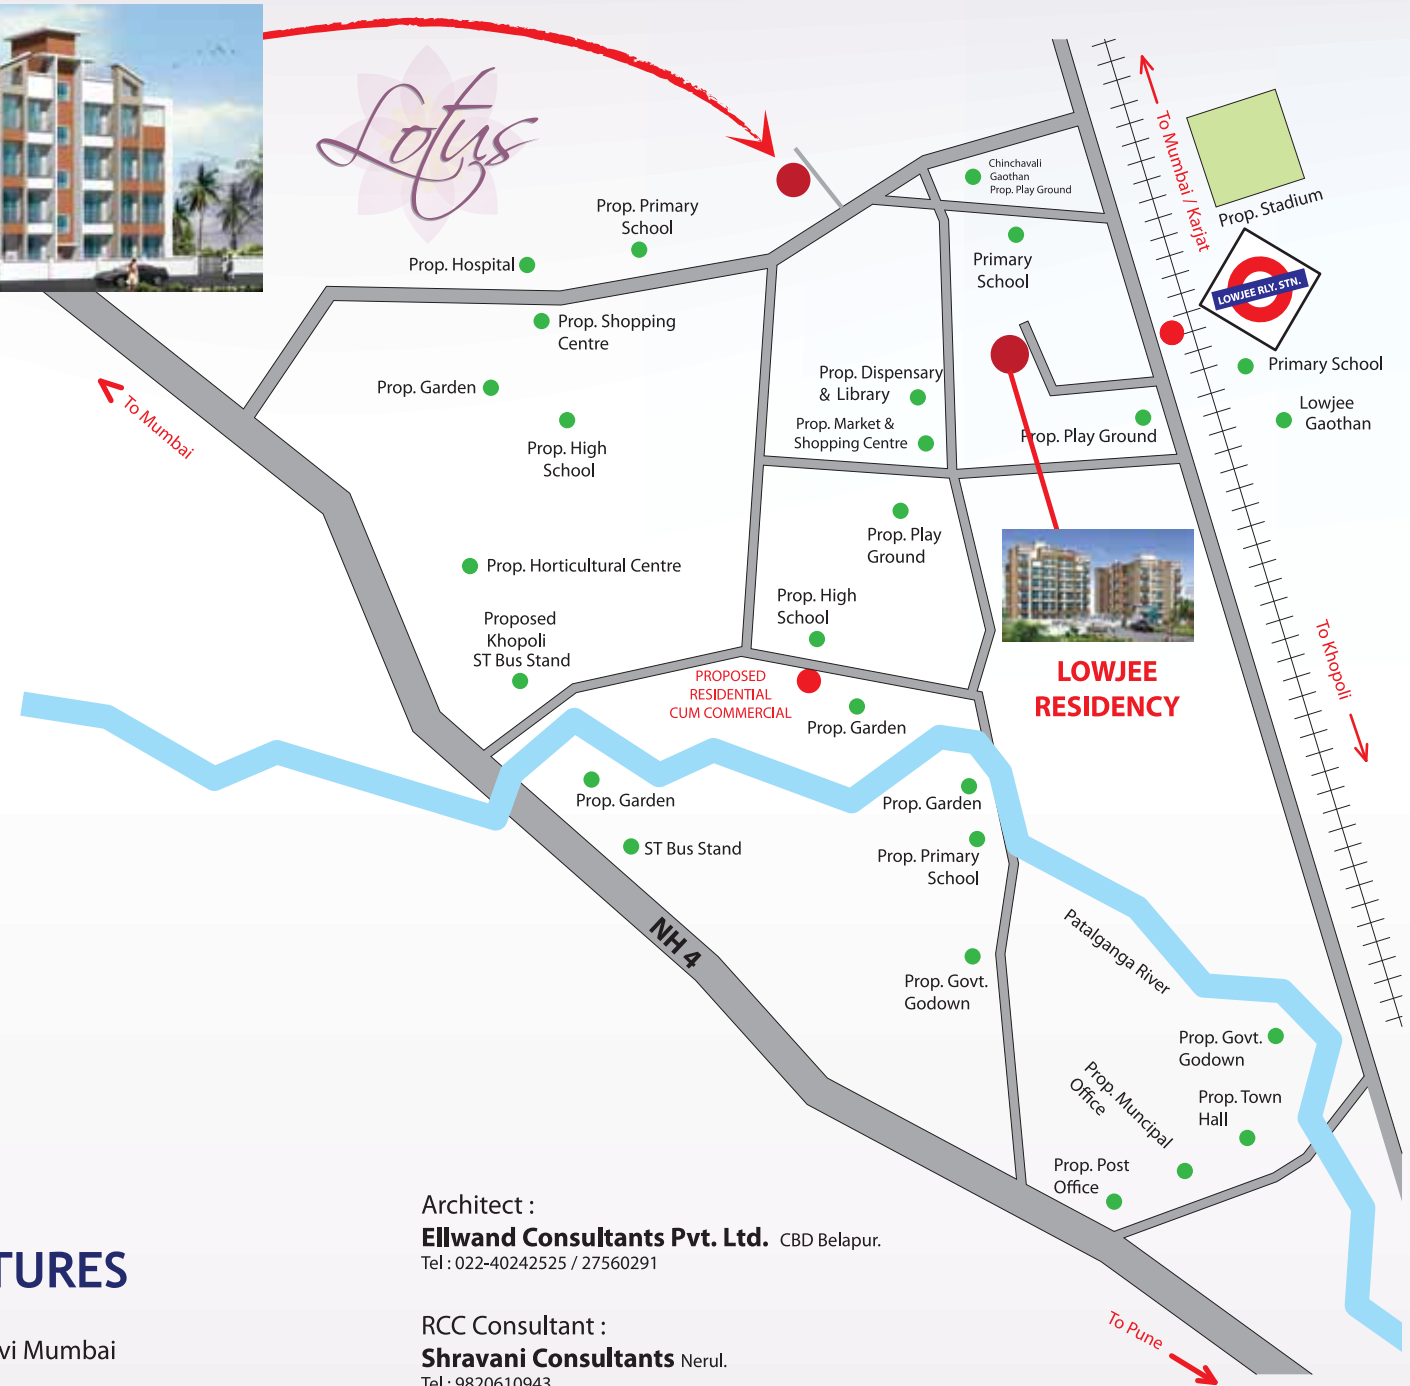 Lotus
Chinchavali
Gaothan
Prop. Play Ground
To Mumbai / Karjat
Prop. Stadium
Prop. Primary
School
Prop. Hospital
Primary
School
LOWJEE RLY. STN.
Prop. Shopping
Centre
Prop. Garden
To Mumbai
Prop. High
School
Prop. Dispensary
& Library
Prop. Market &
Shopping Centre
Prop. Play Ground
Primary School
Lowjee
Gaothan
Prop. Play
Ground
Prop. Horticultural Centre
Prop. High
School
Proposed
Khopoli
ST Bus Stand
PROPOSED
RESIDENTIAL
CUM COMMERCIAL
LOWJEE
RESIDENCY
To Khopoli
Prop. Garden
Prop. Garden
Prop. Garden
ST Bus Stand
Prop. Primary
School
NH 4
Patalganga River
Prop. Govt.
Godown
Prop. Govt.
Godown
Prop. Muncipal
Office
Prop. Town
Hall
Prop. Post
Office
To Pune
TURES
vi Mumbai
Architect :
Ellwand Consultants Pvt. Ltd. CBD Belapur.
Tel : 022-40242525 / 27560291
RCC Consultant :
Shravani Consultants Nerul.
Tel : 9820610943